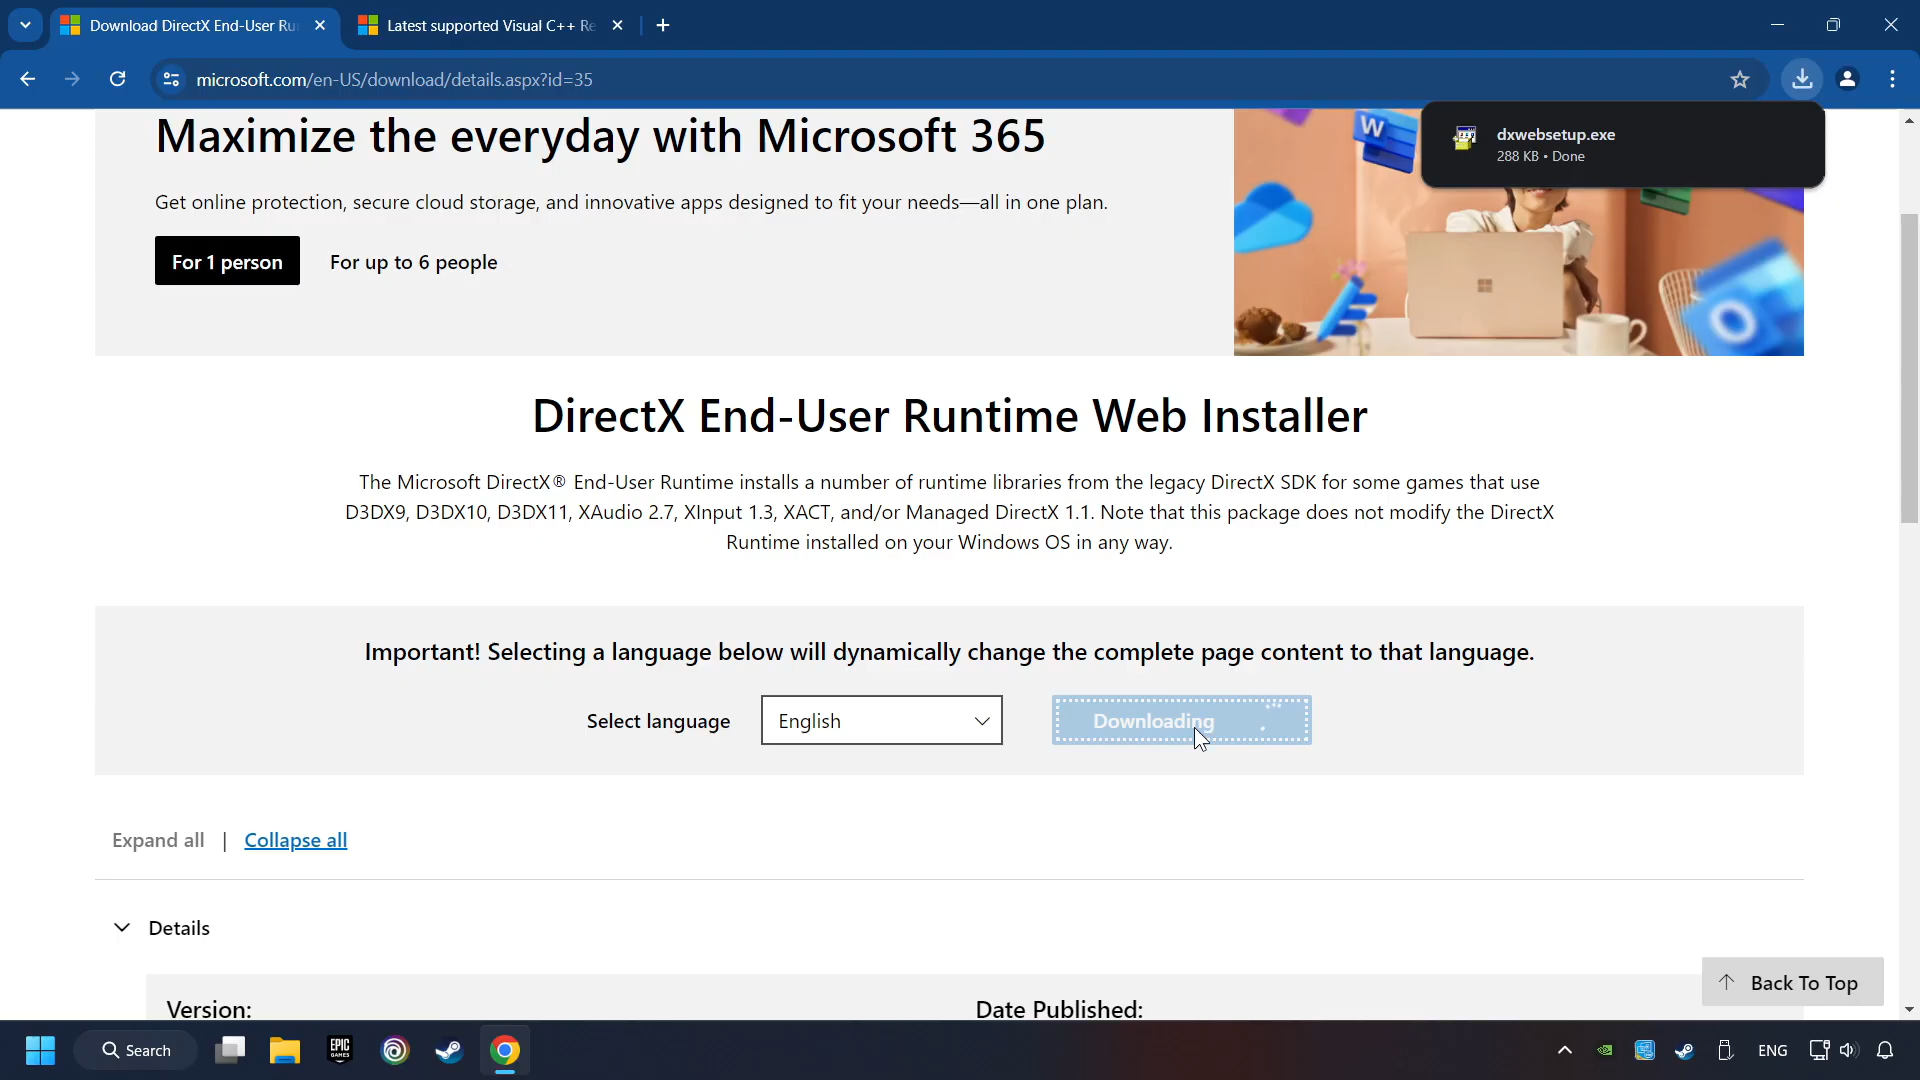 Download DirectX End-User Ru
Latest supported Visual C++ Re
microsoft.com/en-US/download/details.aspx?id=35
dxwebsetup.exe
288 KB • Done
Maximize the everyday with Microsoft 365
Get online protection, secure cloud storage, and innovative apps designed to fit your needs—all in one plan.
For 1 person
For up to 6 people
W
DirectX End-User Runtime Web Installer
The Microsoft DirectX® End-User Runtime installs a number of runtime libraries from the legacy DirectX SDK for some games that use
D3DX9, D3DX10, D3DX11, XAudio 2.7, XInput 1.3, XACT, and/or Managed DirectX 1.1. Note that this package does not modify the DirectX
Runtime installed on your Windows OS in any way.
Important! Selecting a language below will dynamically change the complete page content to that language.
Select language
English
Downloading
Expand all | Collapse all
Details
Back To Top
Version:
Date Published:
Search
EPIC
GAMES
ENG